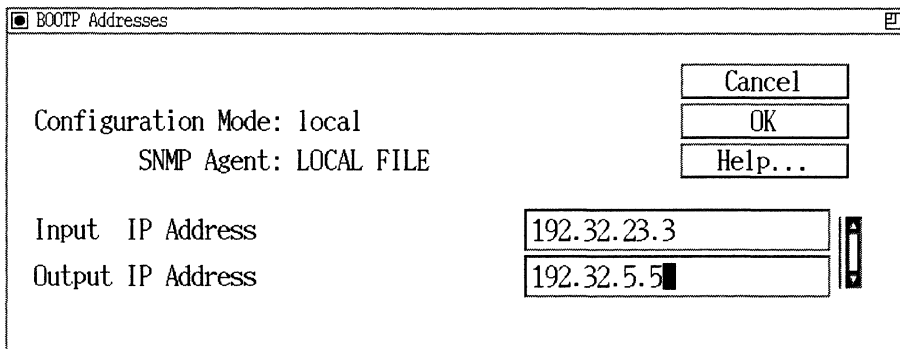 BOOTP Addresses
Cancel
Configuration Mode: local
OK
SNMP Agent: LOCAL FILE
Help...
Input IP Address
192.32.23.3
Output IP Address
192.32.5.5